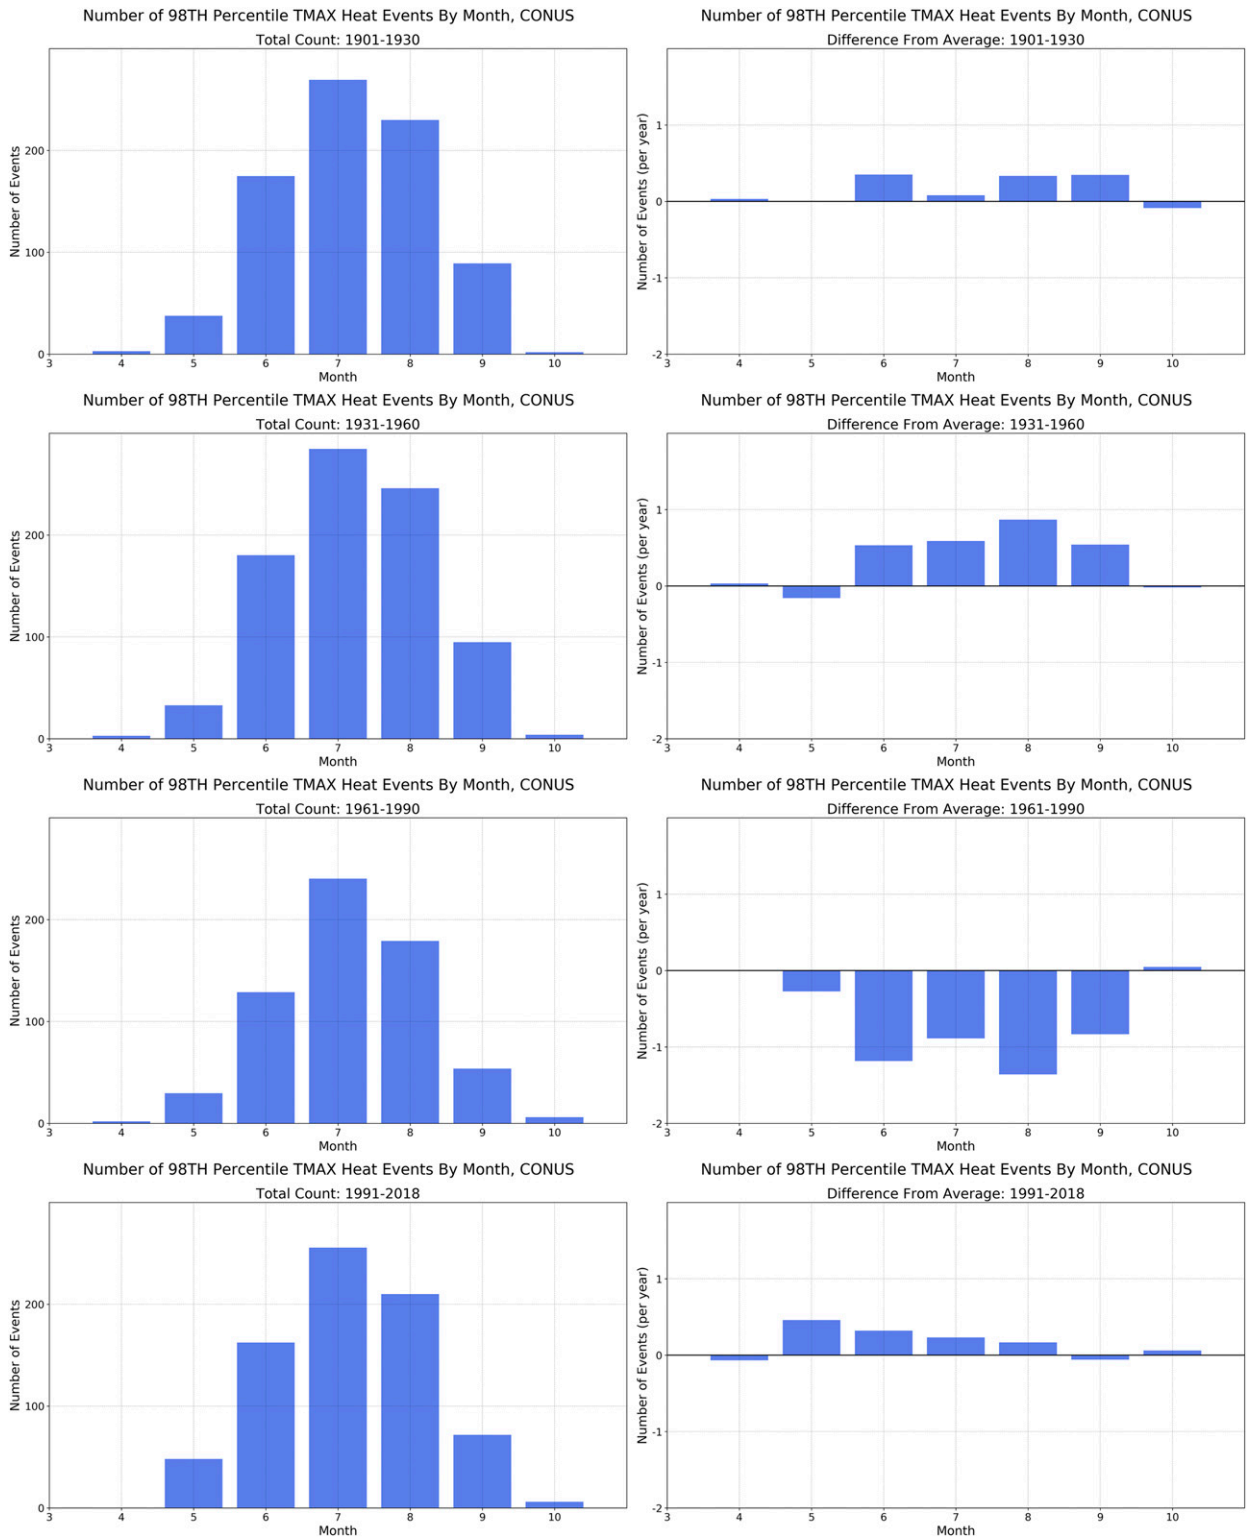 Number of 98TH Percentile TMAX Heat Events By Month, CONUS
Total Count: 1901-1930
Number of Events
200
100
0
3 4 5 6 7 8 9 10
Month
Number of 98TH Percentile TMAX Heat Events By Month, CONUS
Difference From Average: 1901-1930
Number of Events (per year)
1
0
-1
-2
3 4 5 6 7 8 9 10
Month
Number of 98TH Percentile TMAX Heat Events By Month, CONUS
Total Count: 1931-1960
Number of Events
200
100
0
3 4 5 6 7 8 9 10
Month
Number of 98TH Percentile TMAX Heat Events By Month, CONUS
Difference From Average: 1931-1960
Number of Events (per year)
1
0
-1
-2
3 4 5 6 7 8 9 10
Month
Number of 98TH Percentile TMAX Heat Events By Month, CONUS
Total Count: 1961-1990
Number of Events
200
100
0
3 4 5 6 7 8 9 10
Month
Number of 98TH Percentile TMAX Heat Events By Month, CONUS
Difference From Average: 1961-1990
Number of Events (per year)
1
0
-1
-2
3 4 5 6 7 8 9 10
Month
Number of 98TH Percentile TMAX Heat Events By Month, CONUS
Total Count: 1991-2018
Number of Events
200
100
0
3 4 5 6 7 8 9 10
Month
Number of 98TH Percentile TMAX Heat Events By Month, CONUS
Difference From Average: 1991-2018
Number of Events (per year)
1
0
-1
-2
3 4 5 6 7 8 9 10
Month